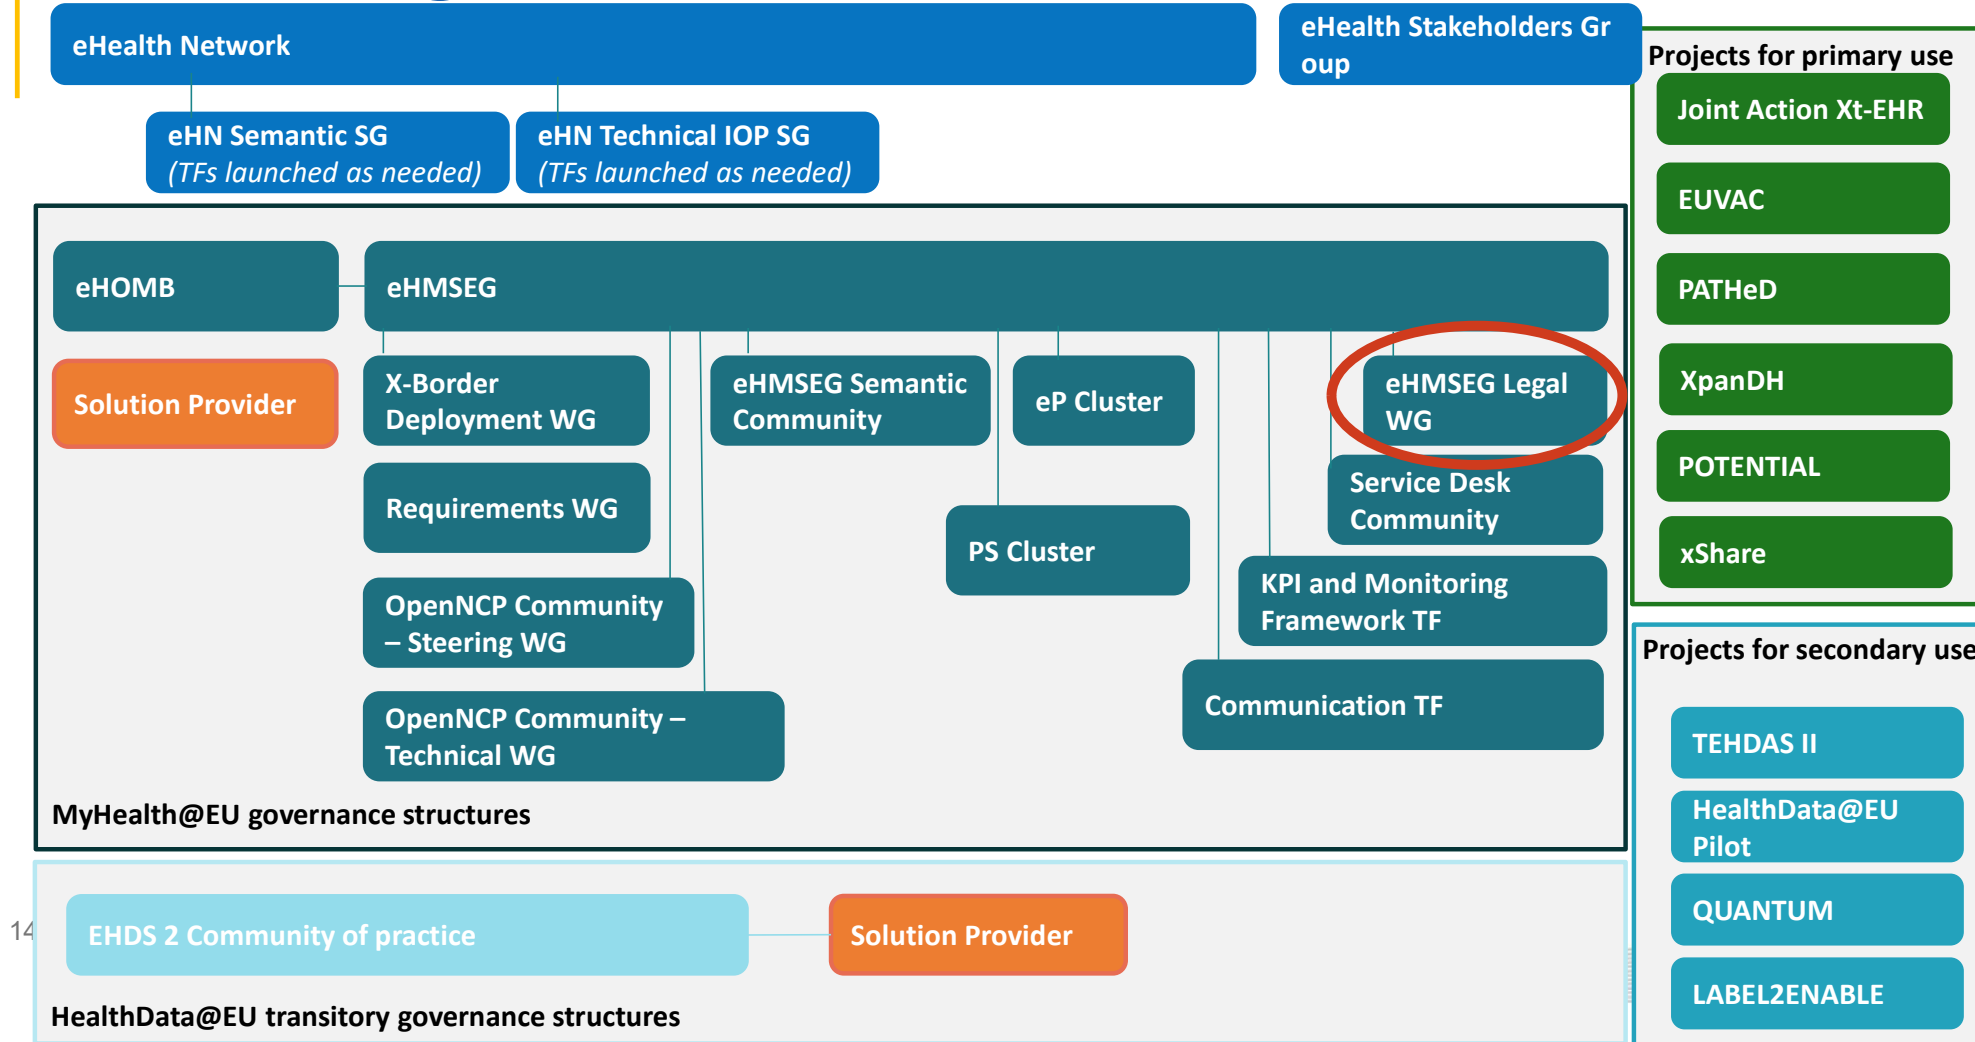 eHealth Network
eHealth Stakeholders Gr
oup
eHN Semantic SG
(TFs launched as needed)
eHN Technical IOP SG
(TFs launched as needed)
eHOMB
eHMSEG
Solution Provider
X-Border
Deployment WG
eHMSEG Semantic
Community
eP Cluster
eHMSEG Legal
WG
Requirements WG
Service Desk
Community
PS Cluster
OpenNCP Community
– Steering WG
KPI and Monitoring
Framework TF
OpenNCP Community –
Technical WG
Communication TF
MyHealth@EU governance structures
14
EHDS 2 Community of practice
Solution Provider
HealthData@EU transitory governance structures
Projects for primary use
Joint Action Xt-EHR
EUVAC
PATHeD
XpanDH
POTENTIAL
xShare
Projects for secondary use
TEHDAS II
HealthData@EU
Pilot
QUANTUM
LABEL2ENABLE